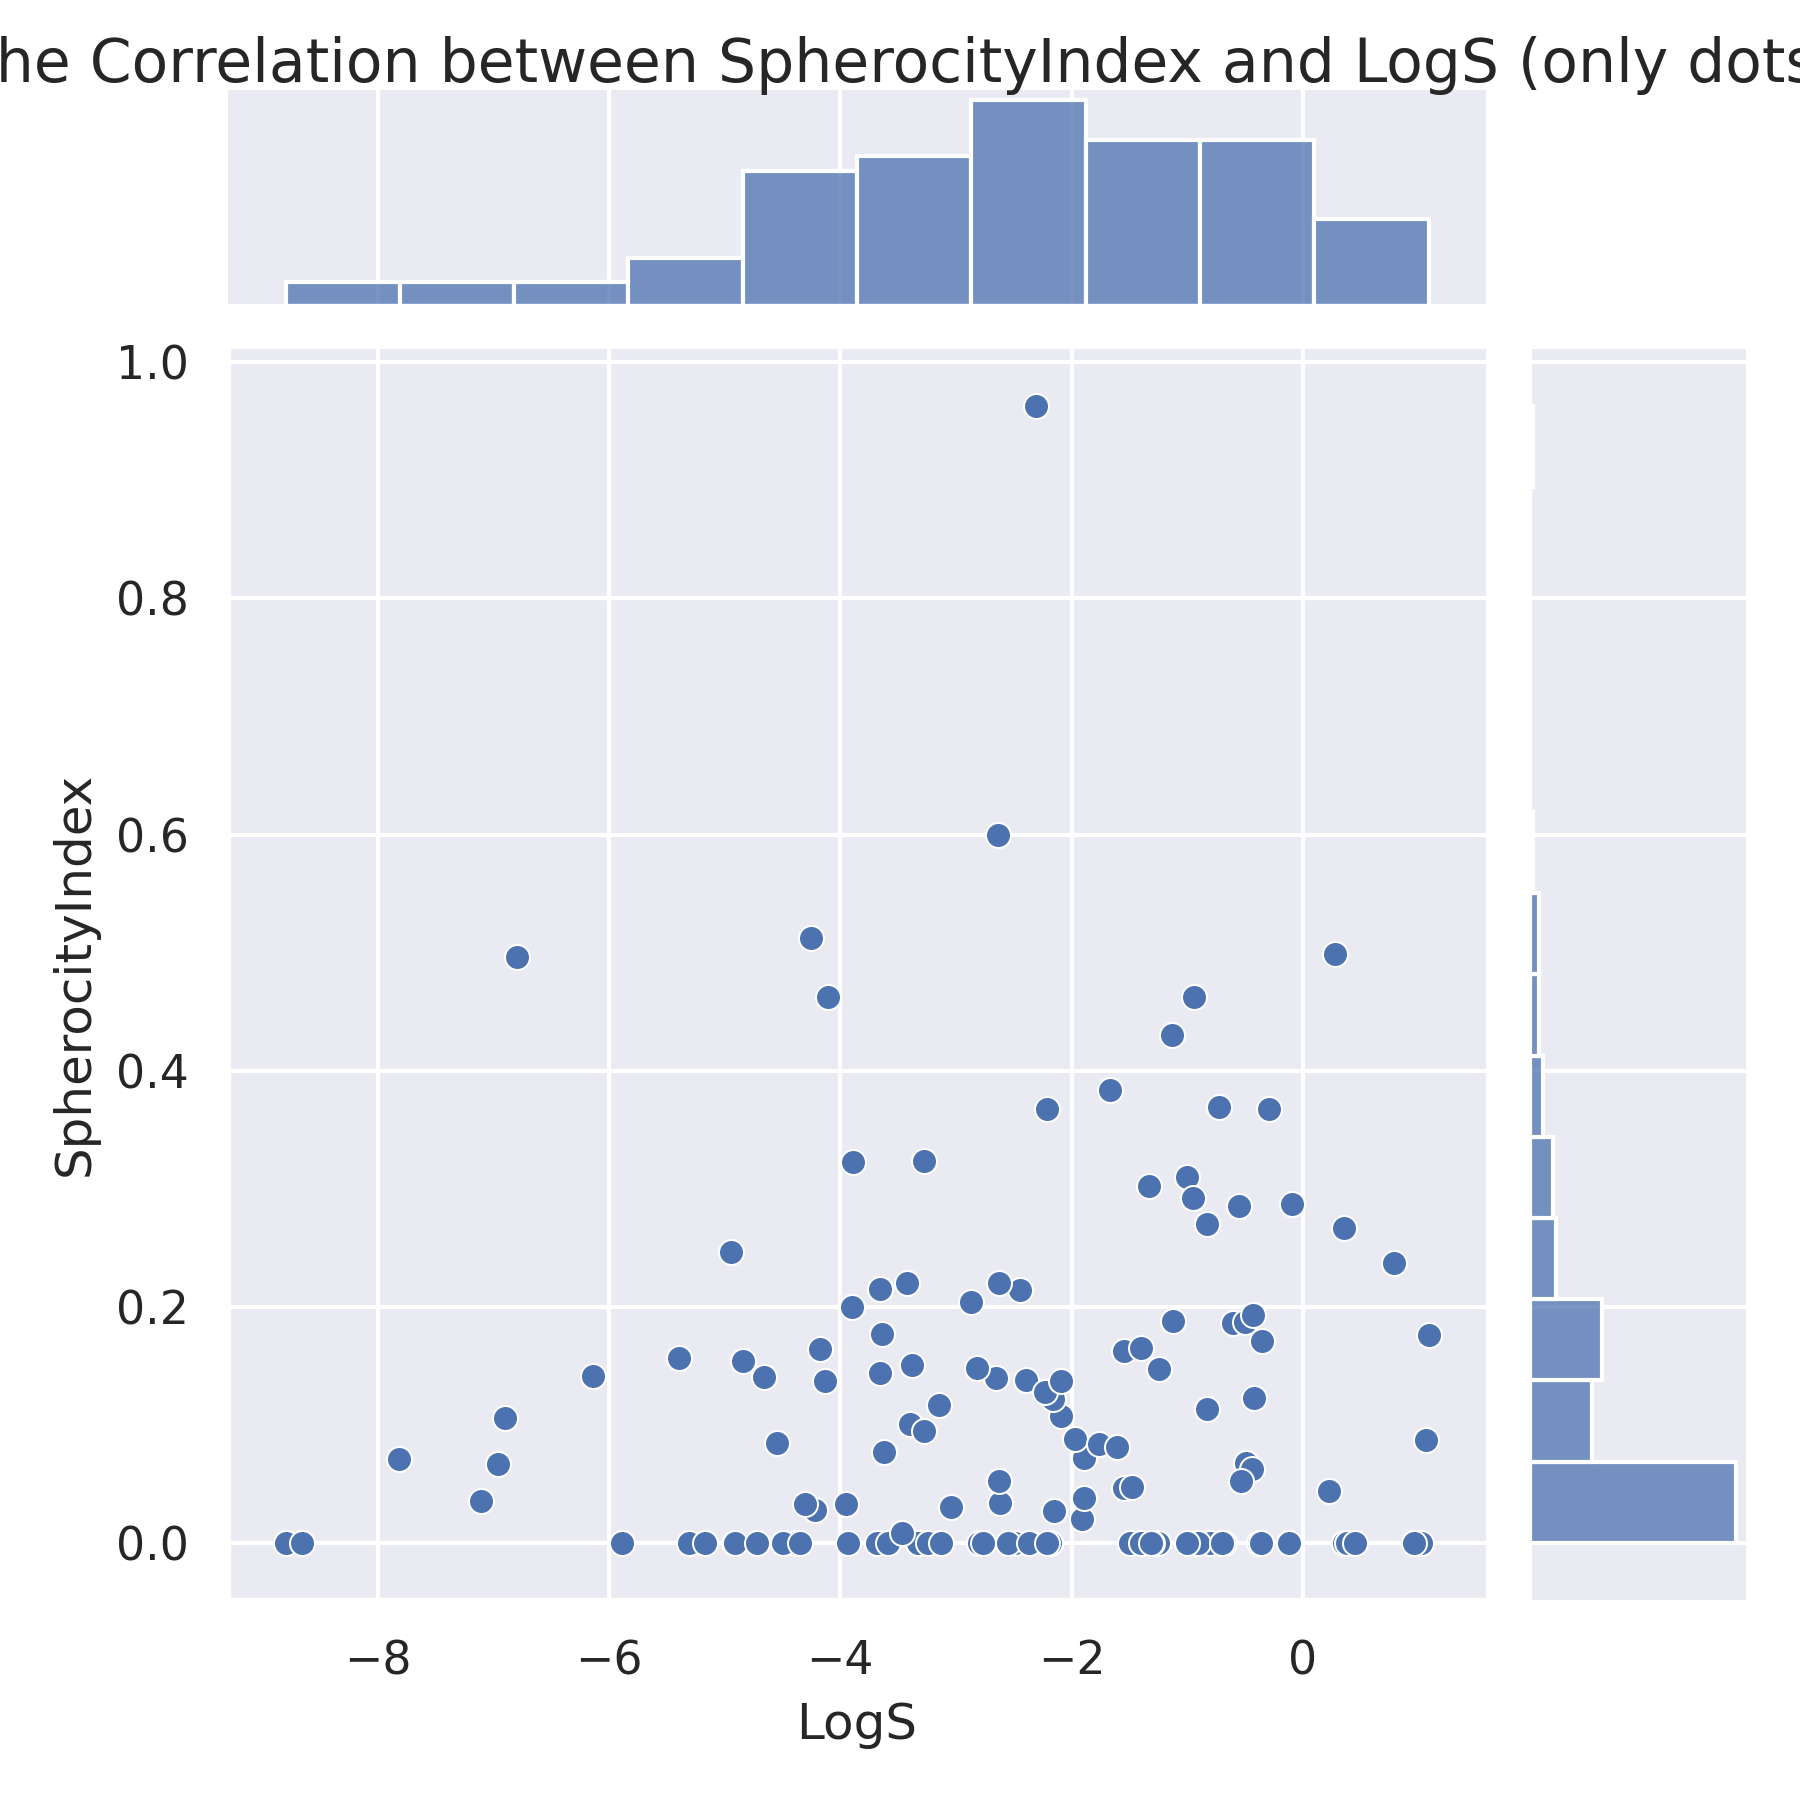 he Correlation between SpherocityIndex and LogS (only dots
1.0
0.8
0.6
0.4
0.2
0.0
SpherocityIndex
−8 −6 −4 −2 0
LogS